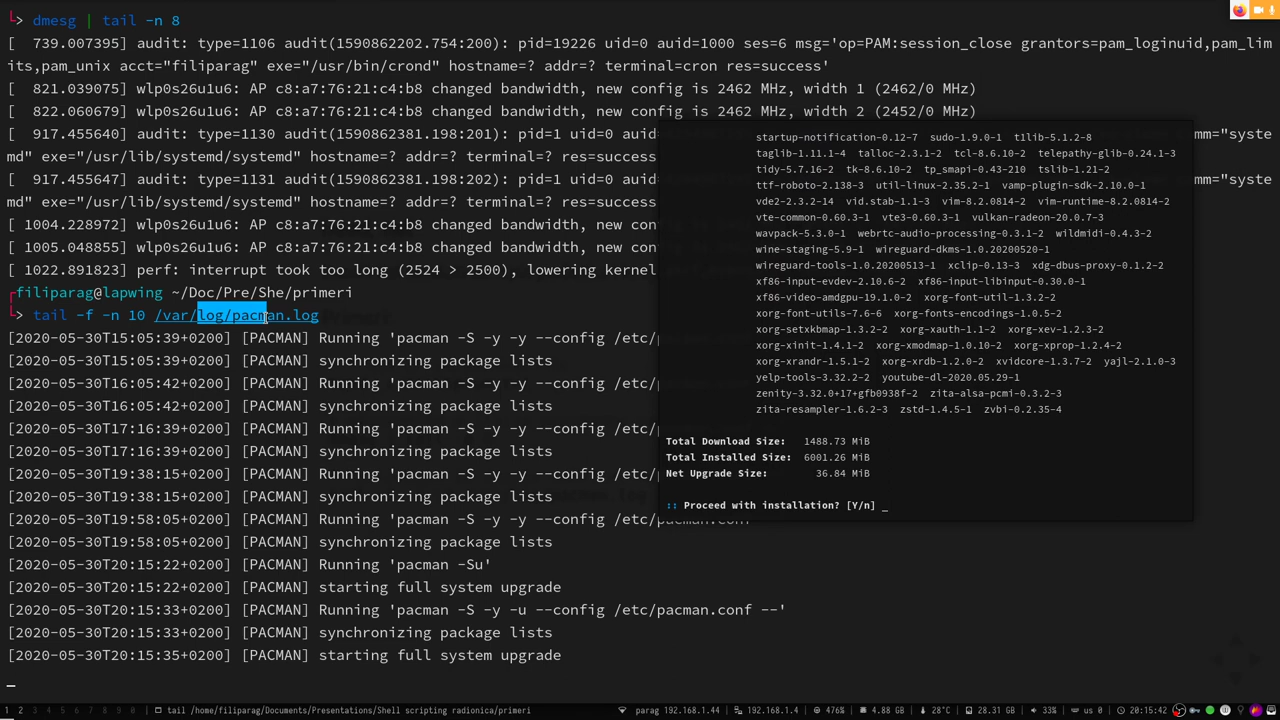 └> dmesg | tail -n 8
[  739.007395] audit: type=1106 audit(1590862202.754:200): pid=19226 uid=0 auid=1000 ses=6 msg='op=PAM:session_close grantors=pam_loginuid,pam_lim
its,pam_unix acct="filiparag" exe="/usr/bin/crond" hostname=? addr=? terminal=cron res=success'
[  821.039075] wlp0s26u1u6: AP c8:a7:76:21:c4:b8 changed bandwidth, new config is 2462 MHz, width 1 (2462/0 MHz)
[  822.060679] wlp0s26u1u6: AP c8:a7:76:21:c4:b8 changed bandwidth, new config is 2462 MHz, width 2 (2452/0 MHz)
[  917.455640] audit: type=1130 audit(1590862381.198:201): pid=1 uid=0 auid
comm="syste
md" exe="/usr/lib/systemd/systemd" hostname=? addr=? terminal=? res=success
[  917.455647] audit: type=1131 audit(1590862381.198:202): pid=1 uid=0 auid
comm="syste
md" exe="/usr/lib/systemd/systemd" hostname=? addr=? terminal=? res=success
[ 1004.228972] wlp0s26u1u6: AP c8:a7:76:21:c4:b8 changed bandwidth, new con
[ 1005.048855] wlp0s26u1u6: AP c8:a7:76:21:c4:b8 changed bandwidth, new con
[ 1022.891823] perf: interrupt took too long (2524 > 2500), lowering kernel
┌filiparag@lapwing ~/Doc/Pre/She/primeri
└> tail -f -n 10 /var/log/pacman.log
[2020-05-30T15:05:39+0200] [PACMAN] Running 'pacman -S -y -y --config /etc/
[2020-05-30T15:05:39+0200] [PACMAN] synchronizing package lists
[2020-05-30T16:05:42+0200] [PACMAN] Running 'pacman -S -y -y --config /etc/
[2020-05-30T16:05:42+0200] [PACMAN] synchronizing package lists
[2020-05-30T17:16:39+0200] [PACMAN] Running 'pacman -S -y -y --config /etc/
[2020-05-30T17:16:39+0200] [PACMAN] synchronizing package lists
[2020-05-30T19:38:15+0200] [PACMAN] Running 'pacman -S -y -y --config /etc/
[2020-05-30T19:38:15+0200] [PACMAN] synchronizing package lists
[2020-05-30T19:58:05+0200] [PACMAN] Running 'pacman -S -y -y --config /etc/pacman.conf
[2020-05-30T19:58:05+0200] [PACMAN] synchronizing package lists
[2020-05-30T20:15:22+0200] [PACMAN] Running 'pacman -Su'
[2020-05-30T20:15:22+0200] [PACMAN] starting full system upgrade
[2020-05-30T20:15:33+0200] [PACMAN] Running 'pacman -S -y -u --config /etc/pacman.conf --'
[2020-05-30T20:15:33+0200] [PACMAN] synchronizing package lists
[2020-05-30T20:15:35+0200] [PACMAN] starting full system upgrade
startup-notification-0.12-7  sudo-1.9.0-1  t1lib-5.1.2-8
taglib-1.11.1-4  talloc-2.3.1-2  tcl-8.6.10-2  telepathy-glib-0.24.1-3
tidy-5.7.16-2  tk-8.6.10-2  tp_smapi-0.43-210  tslib-1.21-2
ttf-roboto-2.138-3  util-linux-2.35.2-1  vamp-plugin-sdk-2.10.0-1
vde2-2.3.2-14  vid.stab-1.1-3  vim-8.2.0814-2  vim-runtime-8.2.0814-2
vte-common-0.60.3-1  vte3-0.60.3-1  vulkan-radeon-20.0.7-3
wavpack-5.3.0-1  webrtc-audio-processing-0.3.1-2  wildmidi-0.4.3-2
wine-staging-5.9-1  wireguard-dkms-1.0.20200520-1
wireguard-tools-1.0.20200513-1  xclip-0.13-3  xdg-dbus-proxy-0.1.2-2
xf86-input-evdev-2.10.6-2  xf86-input-libinput-0.30.0-1
xf86-video-amdgpu-19.1.0-2  xorg-font-util-1.3.2-2
xorg-fonts-7.6-6  xorg-fonts-encodings-1.0.5-2
xorg-setxkbmap-1.3.2-2  xorg-xauth-1.1-2  xorg-xev-1.2.3-2
xorg-xinit-1.4.1-2  xorg-xmodmap-1.0.10-2  xorg-xprop-1.2.4-2
xorg-xrandr-1.5.1-2  xorg-xrdb-1.2.0-2  xvidcore-1.3.7-2  yajl-2.1.0-3
yelp-tools-3.32.2-2  youtube-dl-2020.05.29-1
zenity-3.32.0+17+gfb0938f-2  zita-alsa-pcmi-0.3.2-3
zita-resampler-1.6.2-3  zstd-1.4.5-1  zvbi-0.2.35-4
Total Download Size:   1488.73 MiB
Total Installed Size:  6001.26 MiB
Net Upgrade Size:        36.84 MiB
:: Proceed with installation? [Y/n] _
1 2 3 4 5 6 7 8 9 0 tail /home/filiparag/Documents/Presentations/Shell scripting radionica/primeri
parag 192.168.1.44 192.168.1.4 476% 4.88 GB 28°C 28.31 GB 33% us 0 20:15:42